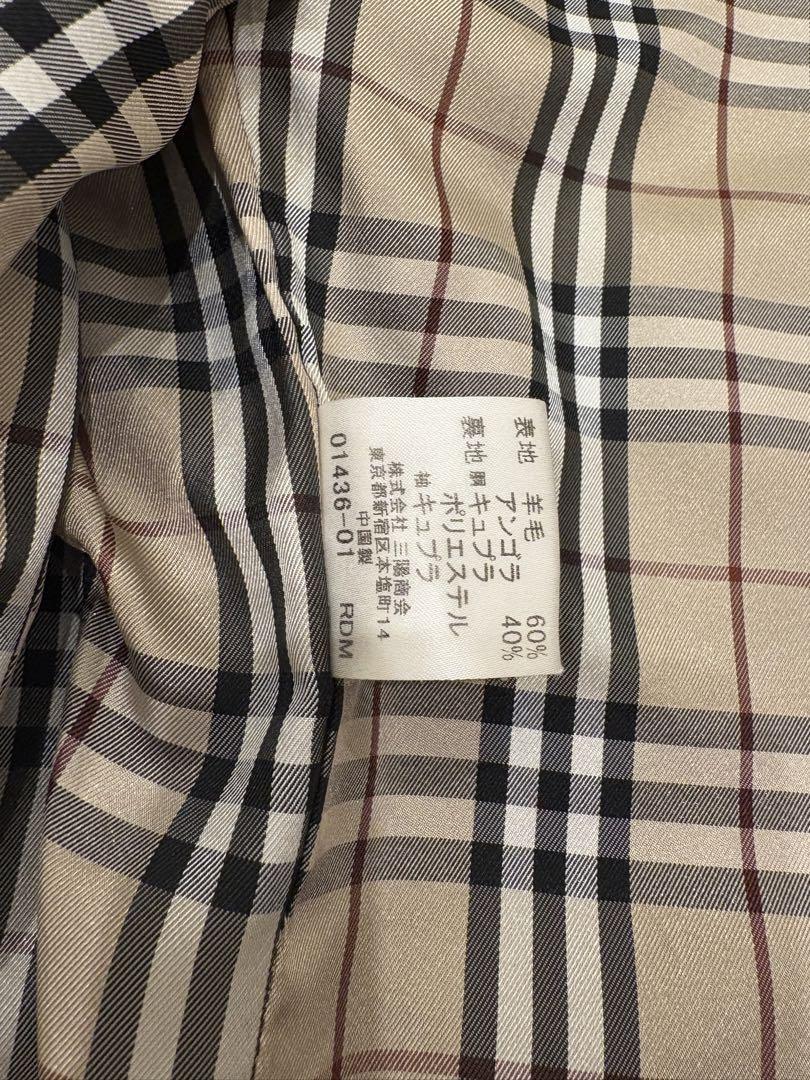 表地 羊毛 60%
アンゴラ 40%
裏地 胴 キュプラ
ポリエステル
袖 キュプラ
株式会社 三陽商会
東京都新宿区本塩町14
中国製
01436-01 RDM